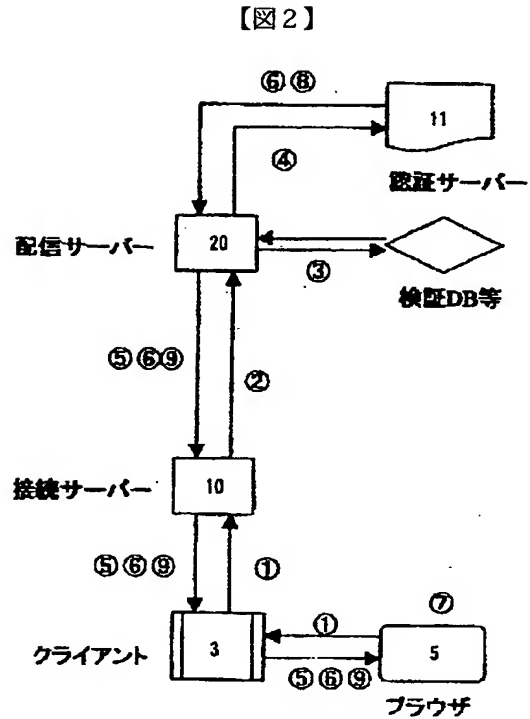 【図2】
⑥⑧
11
④
認証サーバー
配信サーバー
20
③
検証DB等
⑤⑥⑨
②
接続サーバー
10
⑤⑥⑨
①
⑦
①
クライアント
3
5
⑤⑥⑨
ブラウザ